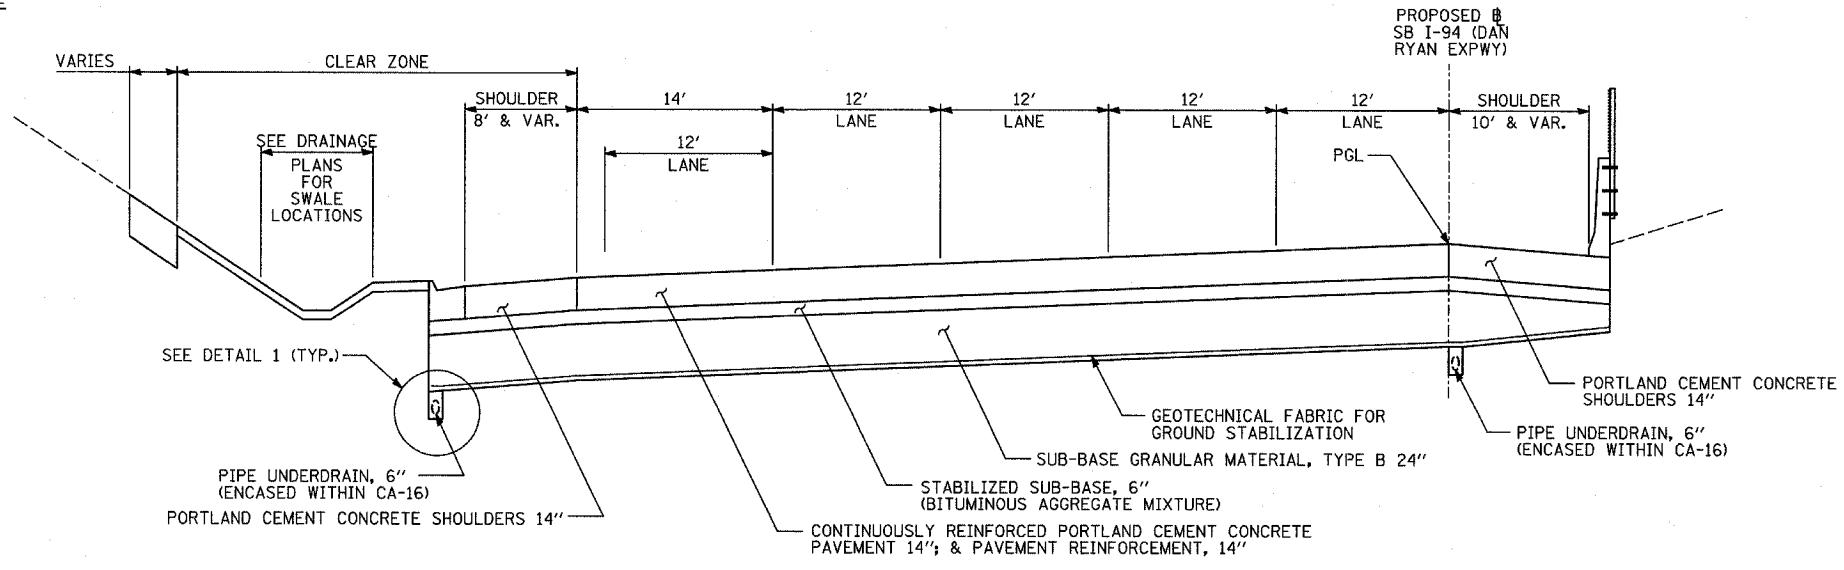 PROPOSED ℄
SB I-94 (DAN
RYAN EXPWY)
VARIES
CLEAR ZONE
SHOULDER
8' & VAR.
14'
12'
LANE
12'
LANE
12'
LANE
12'
LANE
SHOULDER
10' & VAR.
12'
LANE
SEE DRAINAGE
PLANS
FOR
SWALE
LOCATIONS
PGL
SEE DETAIL 1 (TYP.)
PORTLAND CEMENT CONCRETE
SHOULDERS 14"
GEOTECHNICAL FABRIC FOR
GROUND STABILIZATION
PIPE UNDERDRAIN, 6"
(ENCASED WITHIN CA-16)
SUB-BASE GRANULAR MATERIAL, TYPE B 24"
PIPE UNDERDRAIN, 6"
(ENCASED WITHIN CA-16)
STABILIZED SUB-BASE, 6"
(BITUMINOUS AGGREGATE MIXTURE)
PORTLAND CEMENT CONCRETE SHOULDERS 14"
CONTINUOUSLY REINFORCED PORTLAND CEMENT CONCRETE
PAVEMENT 14"; & PAVEMENT REINFORCEMENT, 14"